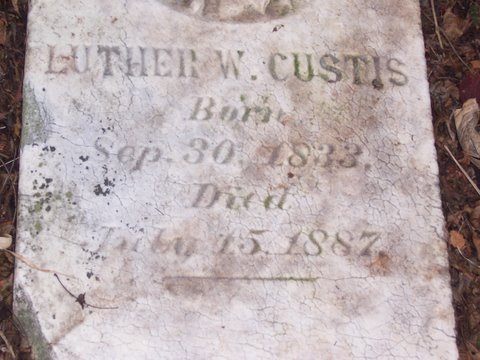 LUTHER W. CUSTIS
Born
Sep. 30, 1833.
Died
July 15, 1887.